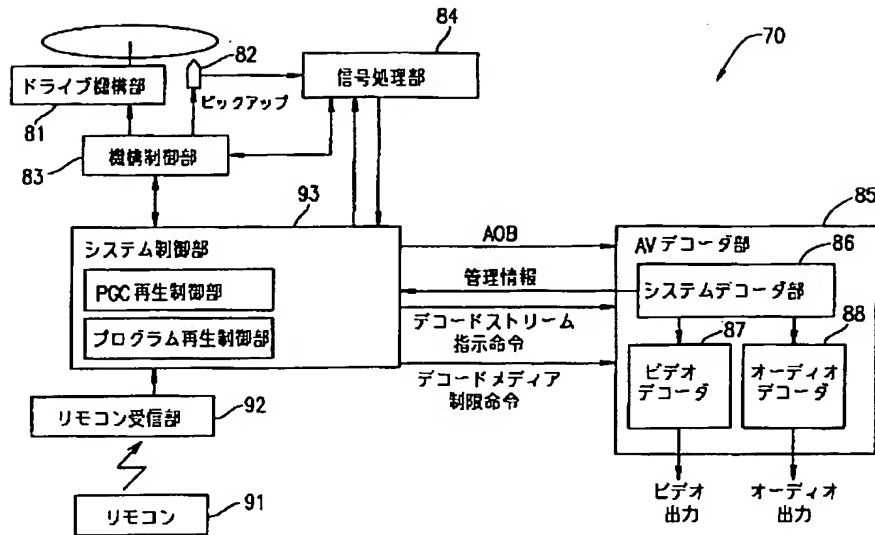 82
84
70
ドライブ機構部
信号処理部
81
ピックアップ
機構制御部
83
93
85
システム制御部
AOB
AVデコーダ部
86
管理情報
システムデコーダ部
PGC再生制御部
デコードストリーム
指示命令
87
88
プログラム再生制御部
ビデオ
デコーダ
オーディオ
デコーダ
デコードメディア
制限命令
リモコン受信部
92
ビデオ
出力
オーディオ
出力
リモコン
91